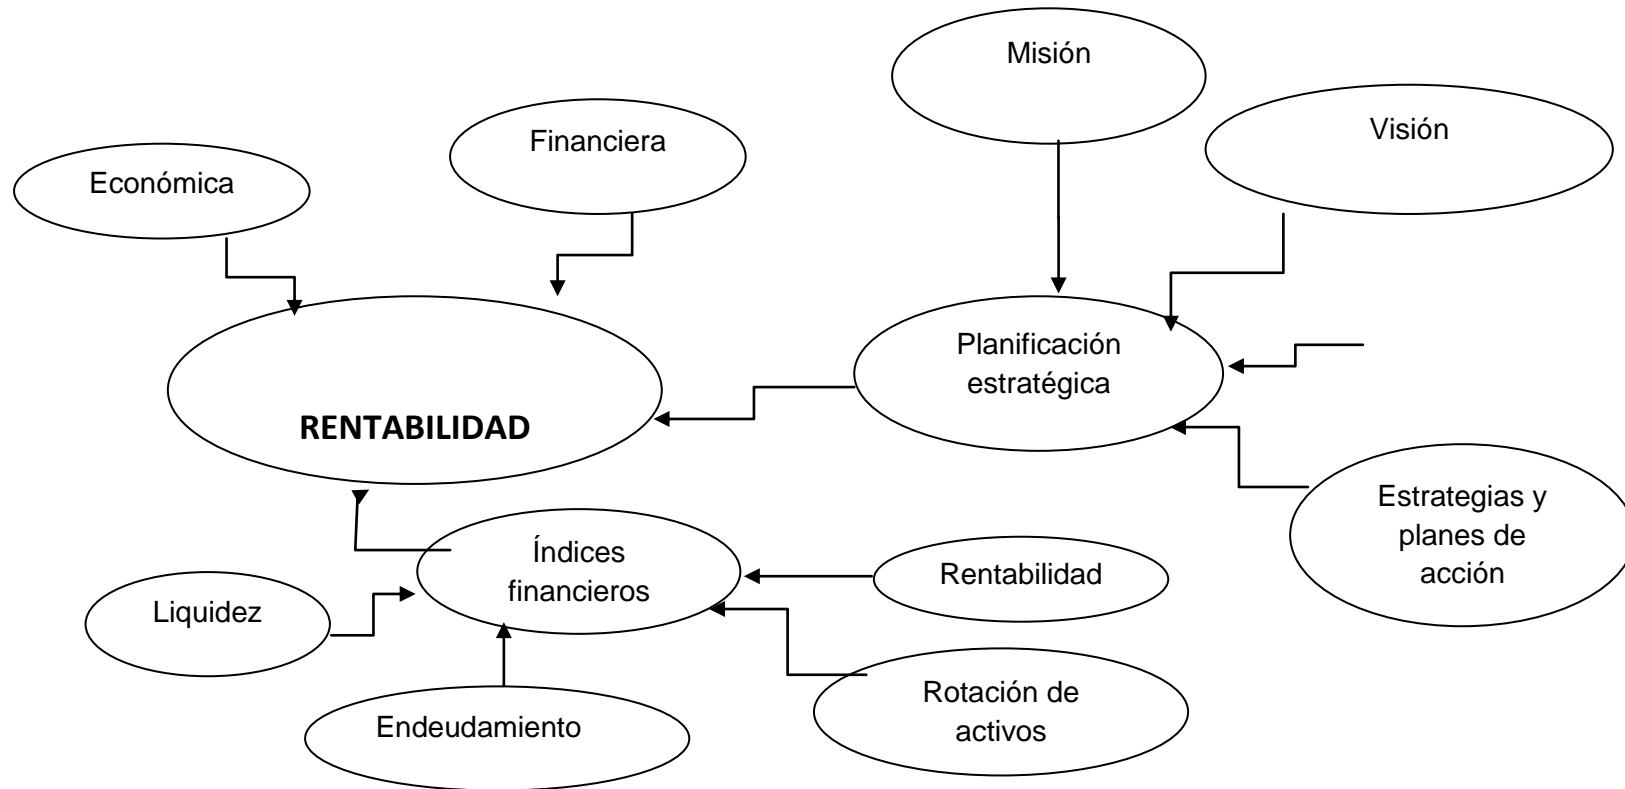 Misión
Visión
Financiera
Económica
Planificación
estratégica
RENTABILIDAD
Estrategias y
planes de
acción
Índices
financieros
Rentabilidad
Liquidez
Rotación de
activos
Endeudamiento